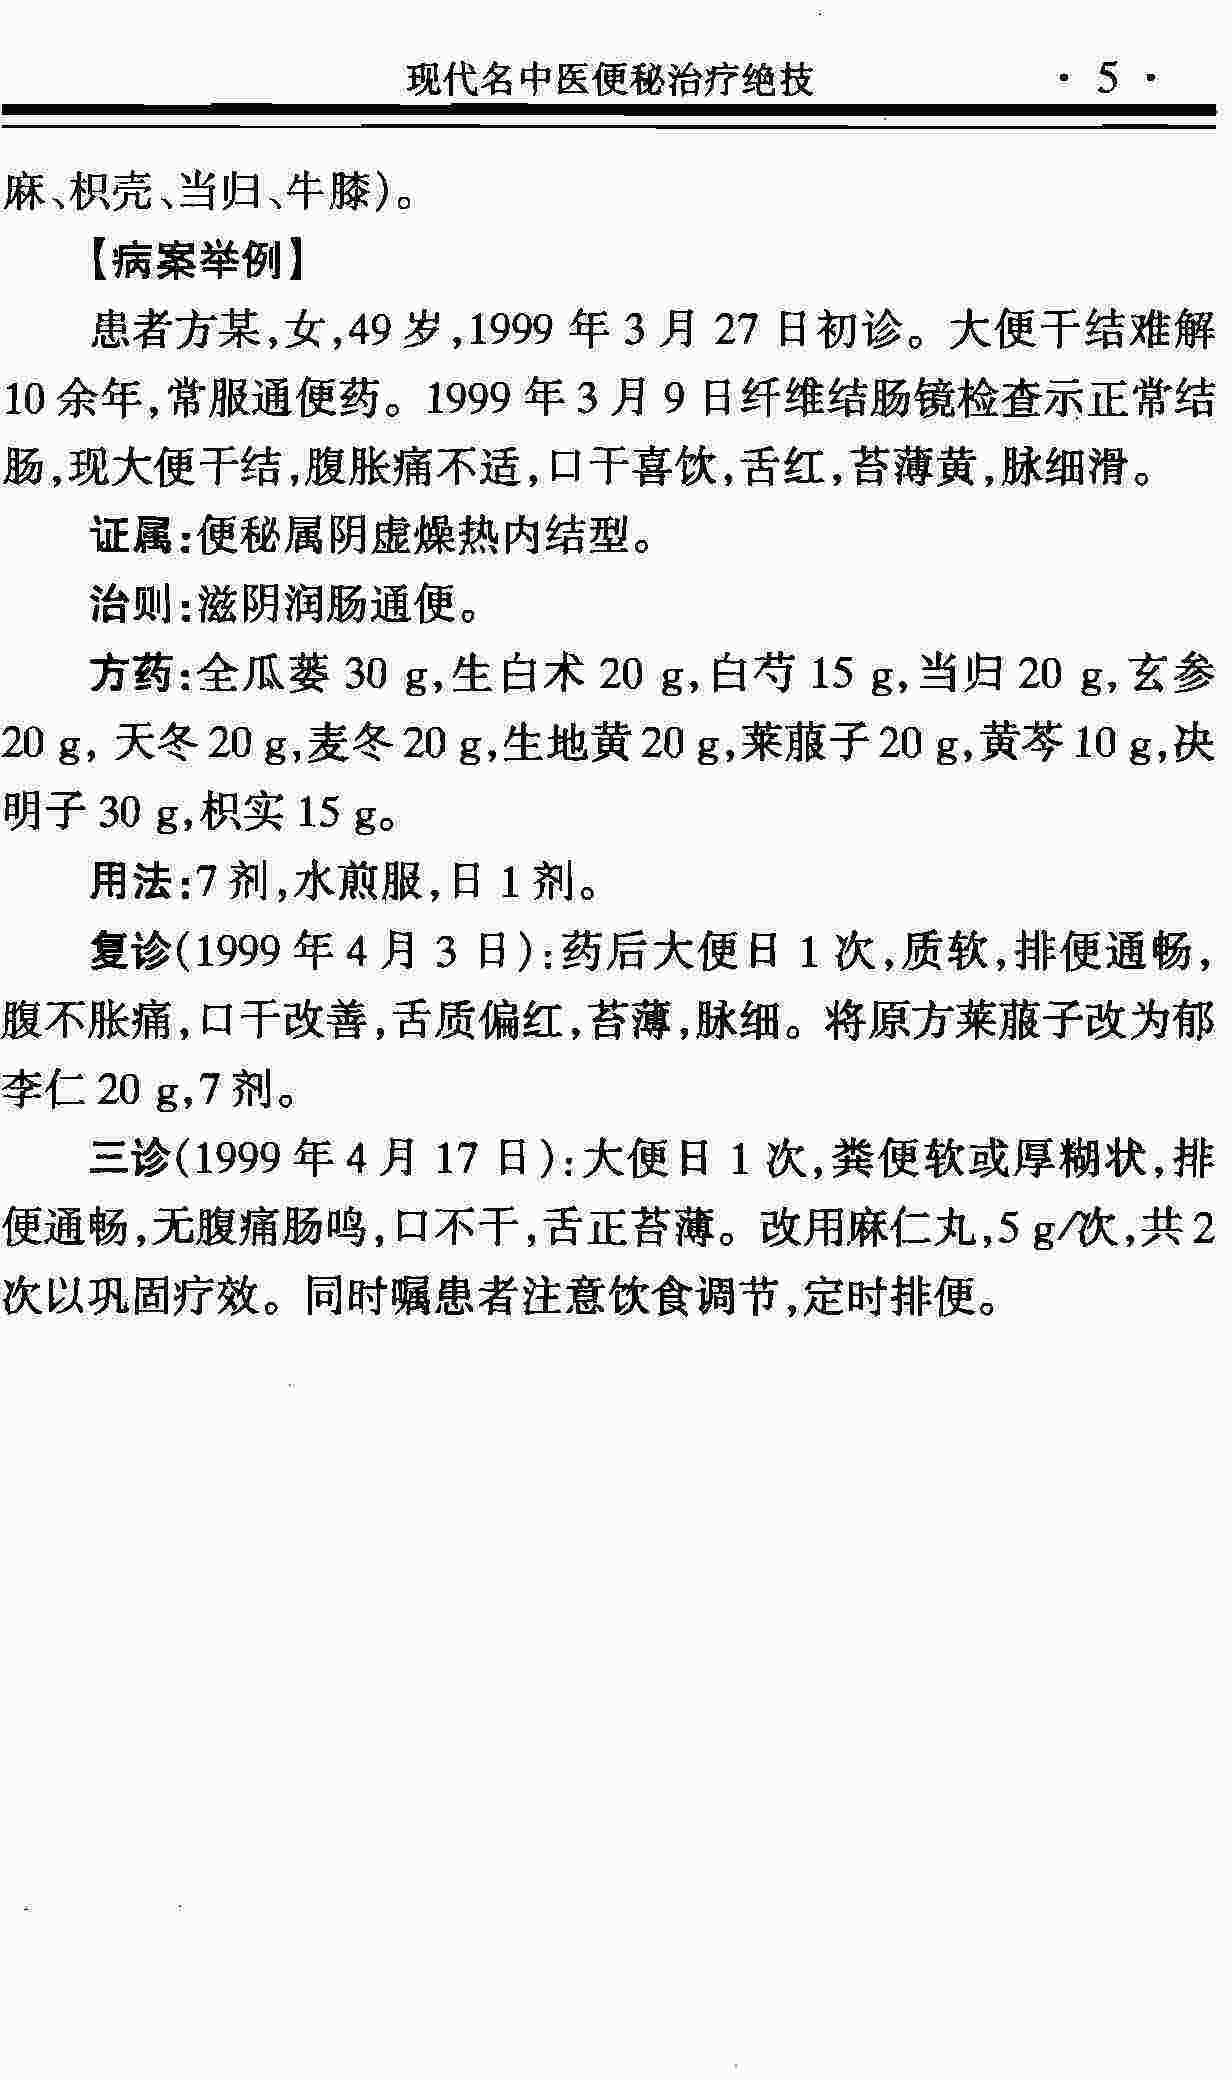 现代名中医便秘治疗绝技 · 5 ·
麻、枳壳、当归、牛膝)。
【病案举例】
患者方某,女,49 岁,1999 年 3 月 27 日初诊。大便干结难解
10 余年,常服通便药。1999 年 3 月 9 日纤维结肠镜检查示正常结
肠,现大便干结,腹胀痛不适,口干喜饮,舌红,苔薄黄,脉细滑。
证属:便秘属阴虚燥热内结型。
治则:滋阴润肠通便。
方药:全瓜蒌 30 g,生白术 20 g,白芍 15 g,当归 20 g,玄参
20 g, 天冬 20 g,麦冬 20 g,生地黄 20 g,莱菔子 20 g,黄芩 10 g,决
明子 30 g,枳实 15 g。
用法:7 剂,水煎服,日 1 剂。
复诊(1999 年 4 月 3 日):药后大便日 1 次,质软,排便通畅,
腹不胀痛,口干改善,舌质偏红,苔薄,脉细。将原方莱菔子改为郁
李仁 20 g,7 剂。
三诊(1999 年 4 月 17 日):大便日 1 次,粪便软或厚糊状,排
便通畅,无腹痛肠鸣,口不干,舌正苔薄。改用麻仁丸,5 g/次,共 2
次以巩固疗效。同时嘱患者注意饮食调节,定时排便。